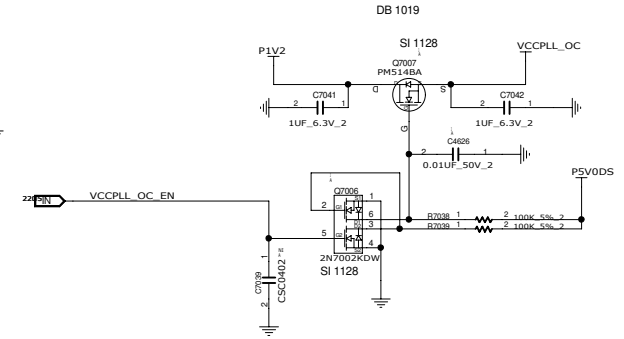 DB 1019
SI 1128
P1V2
VCCPLL_OC
Q7007
PM514BA
D
S
C7041
2
1
1UF_6.3V_2
C7042
2
1
1UF_6.3V_2
G
C4626
2
1
0.01UF_50V_2
P5V0DS
Q7006
1
2
6
3
5
4
2N7002KDW
SI 1128
R7038 1
2 100K_5%_2
R7039 1
2 100K_5%_2
IN
VCCPLL_OC_EN
1
C7039
2
CSC0402